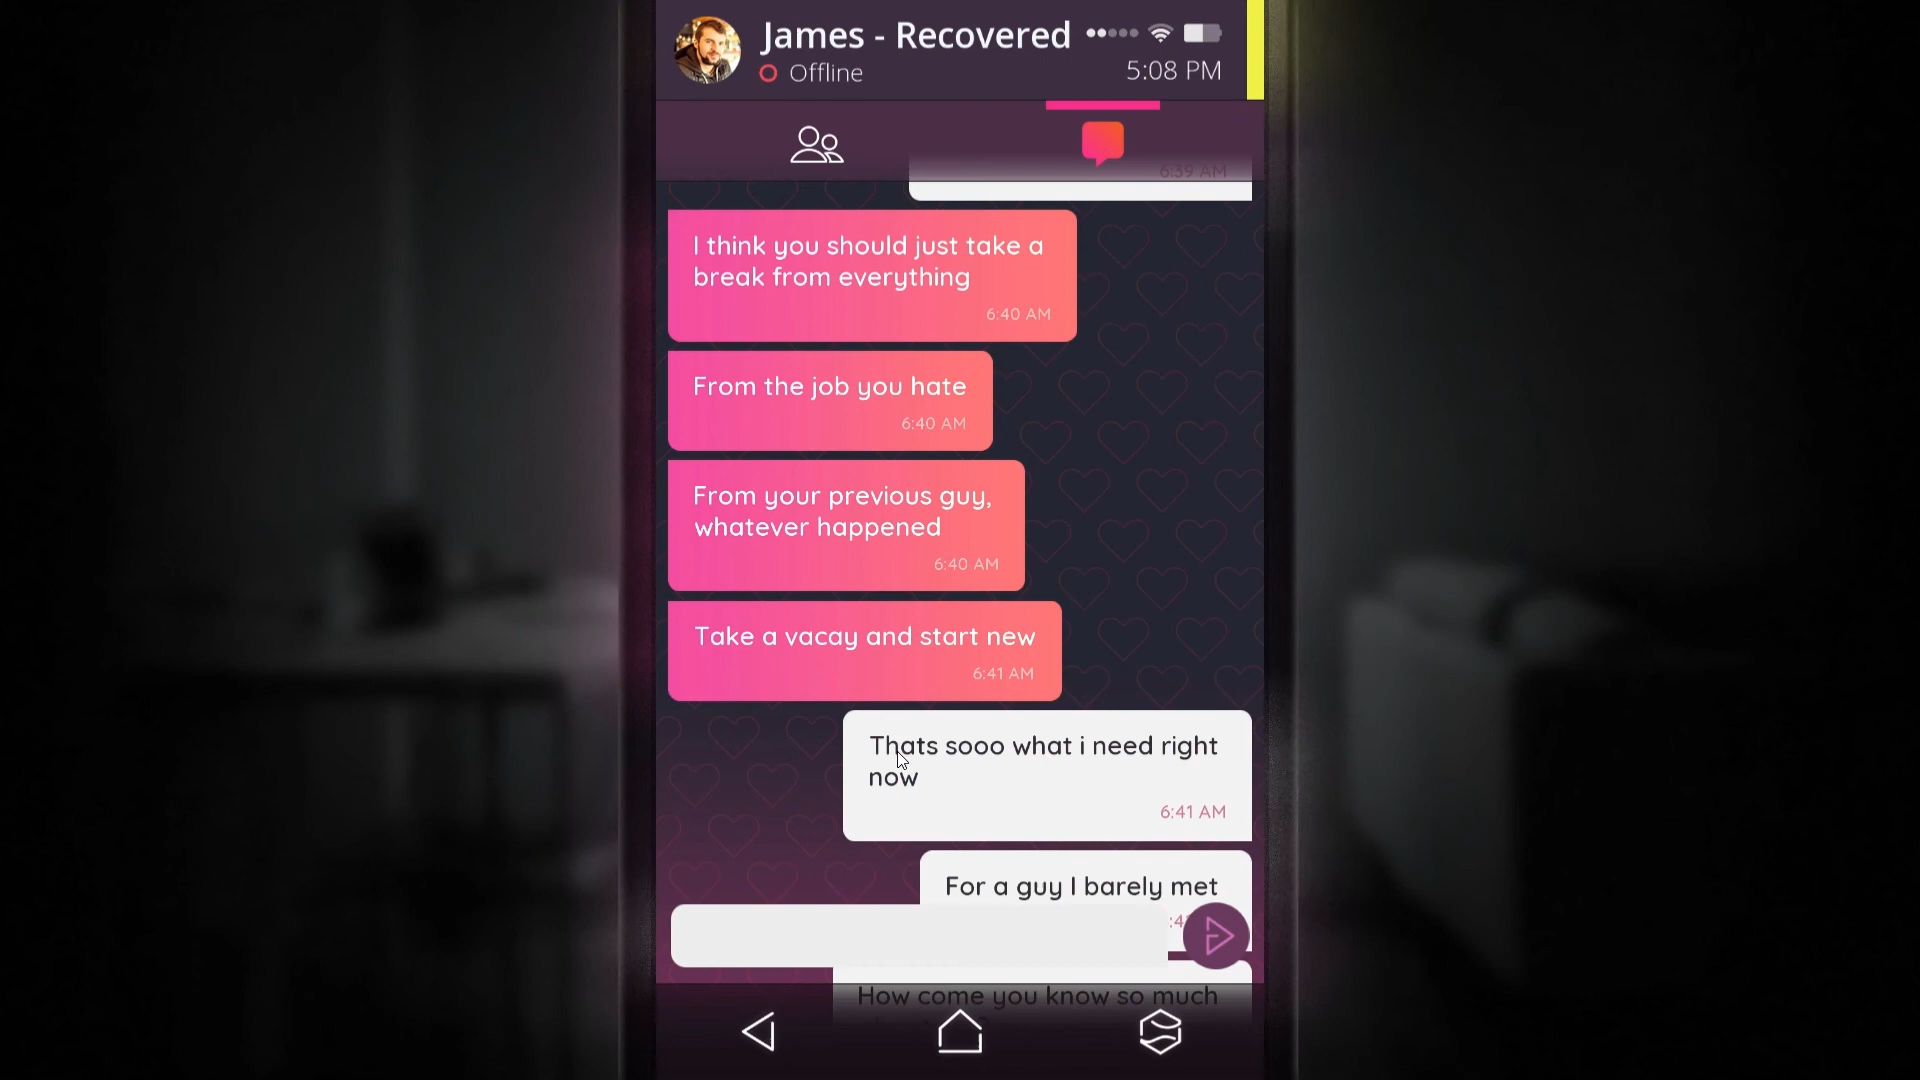 James - Recovered
Offline
5:08 PM
6:39 AM
I think you should just take a
break from everything
6:40 AM
From the job you hate
6:40 AM
From your previous guy,
whatever happened
6:40 AM
Take a vacay and start new
6:41 AM
Thats sooo what i need right
now
6:41 AM
For a guy I barely met
How come you know so much